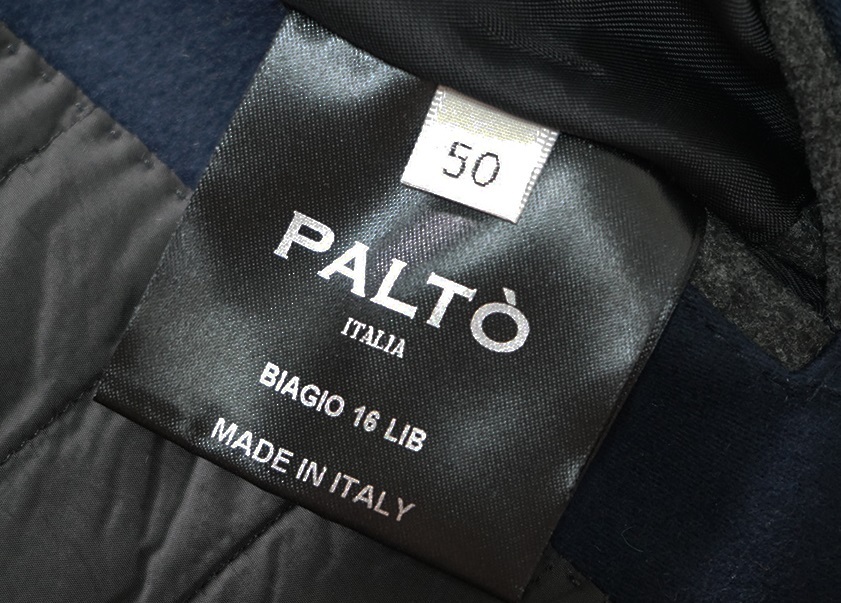 50
PALTÒ
ITALIA
BIAGIO 16 LIB
MADE IN ITALY